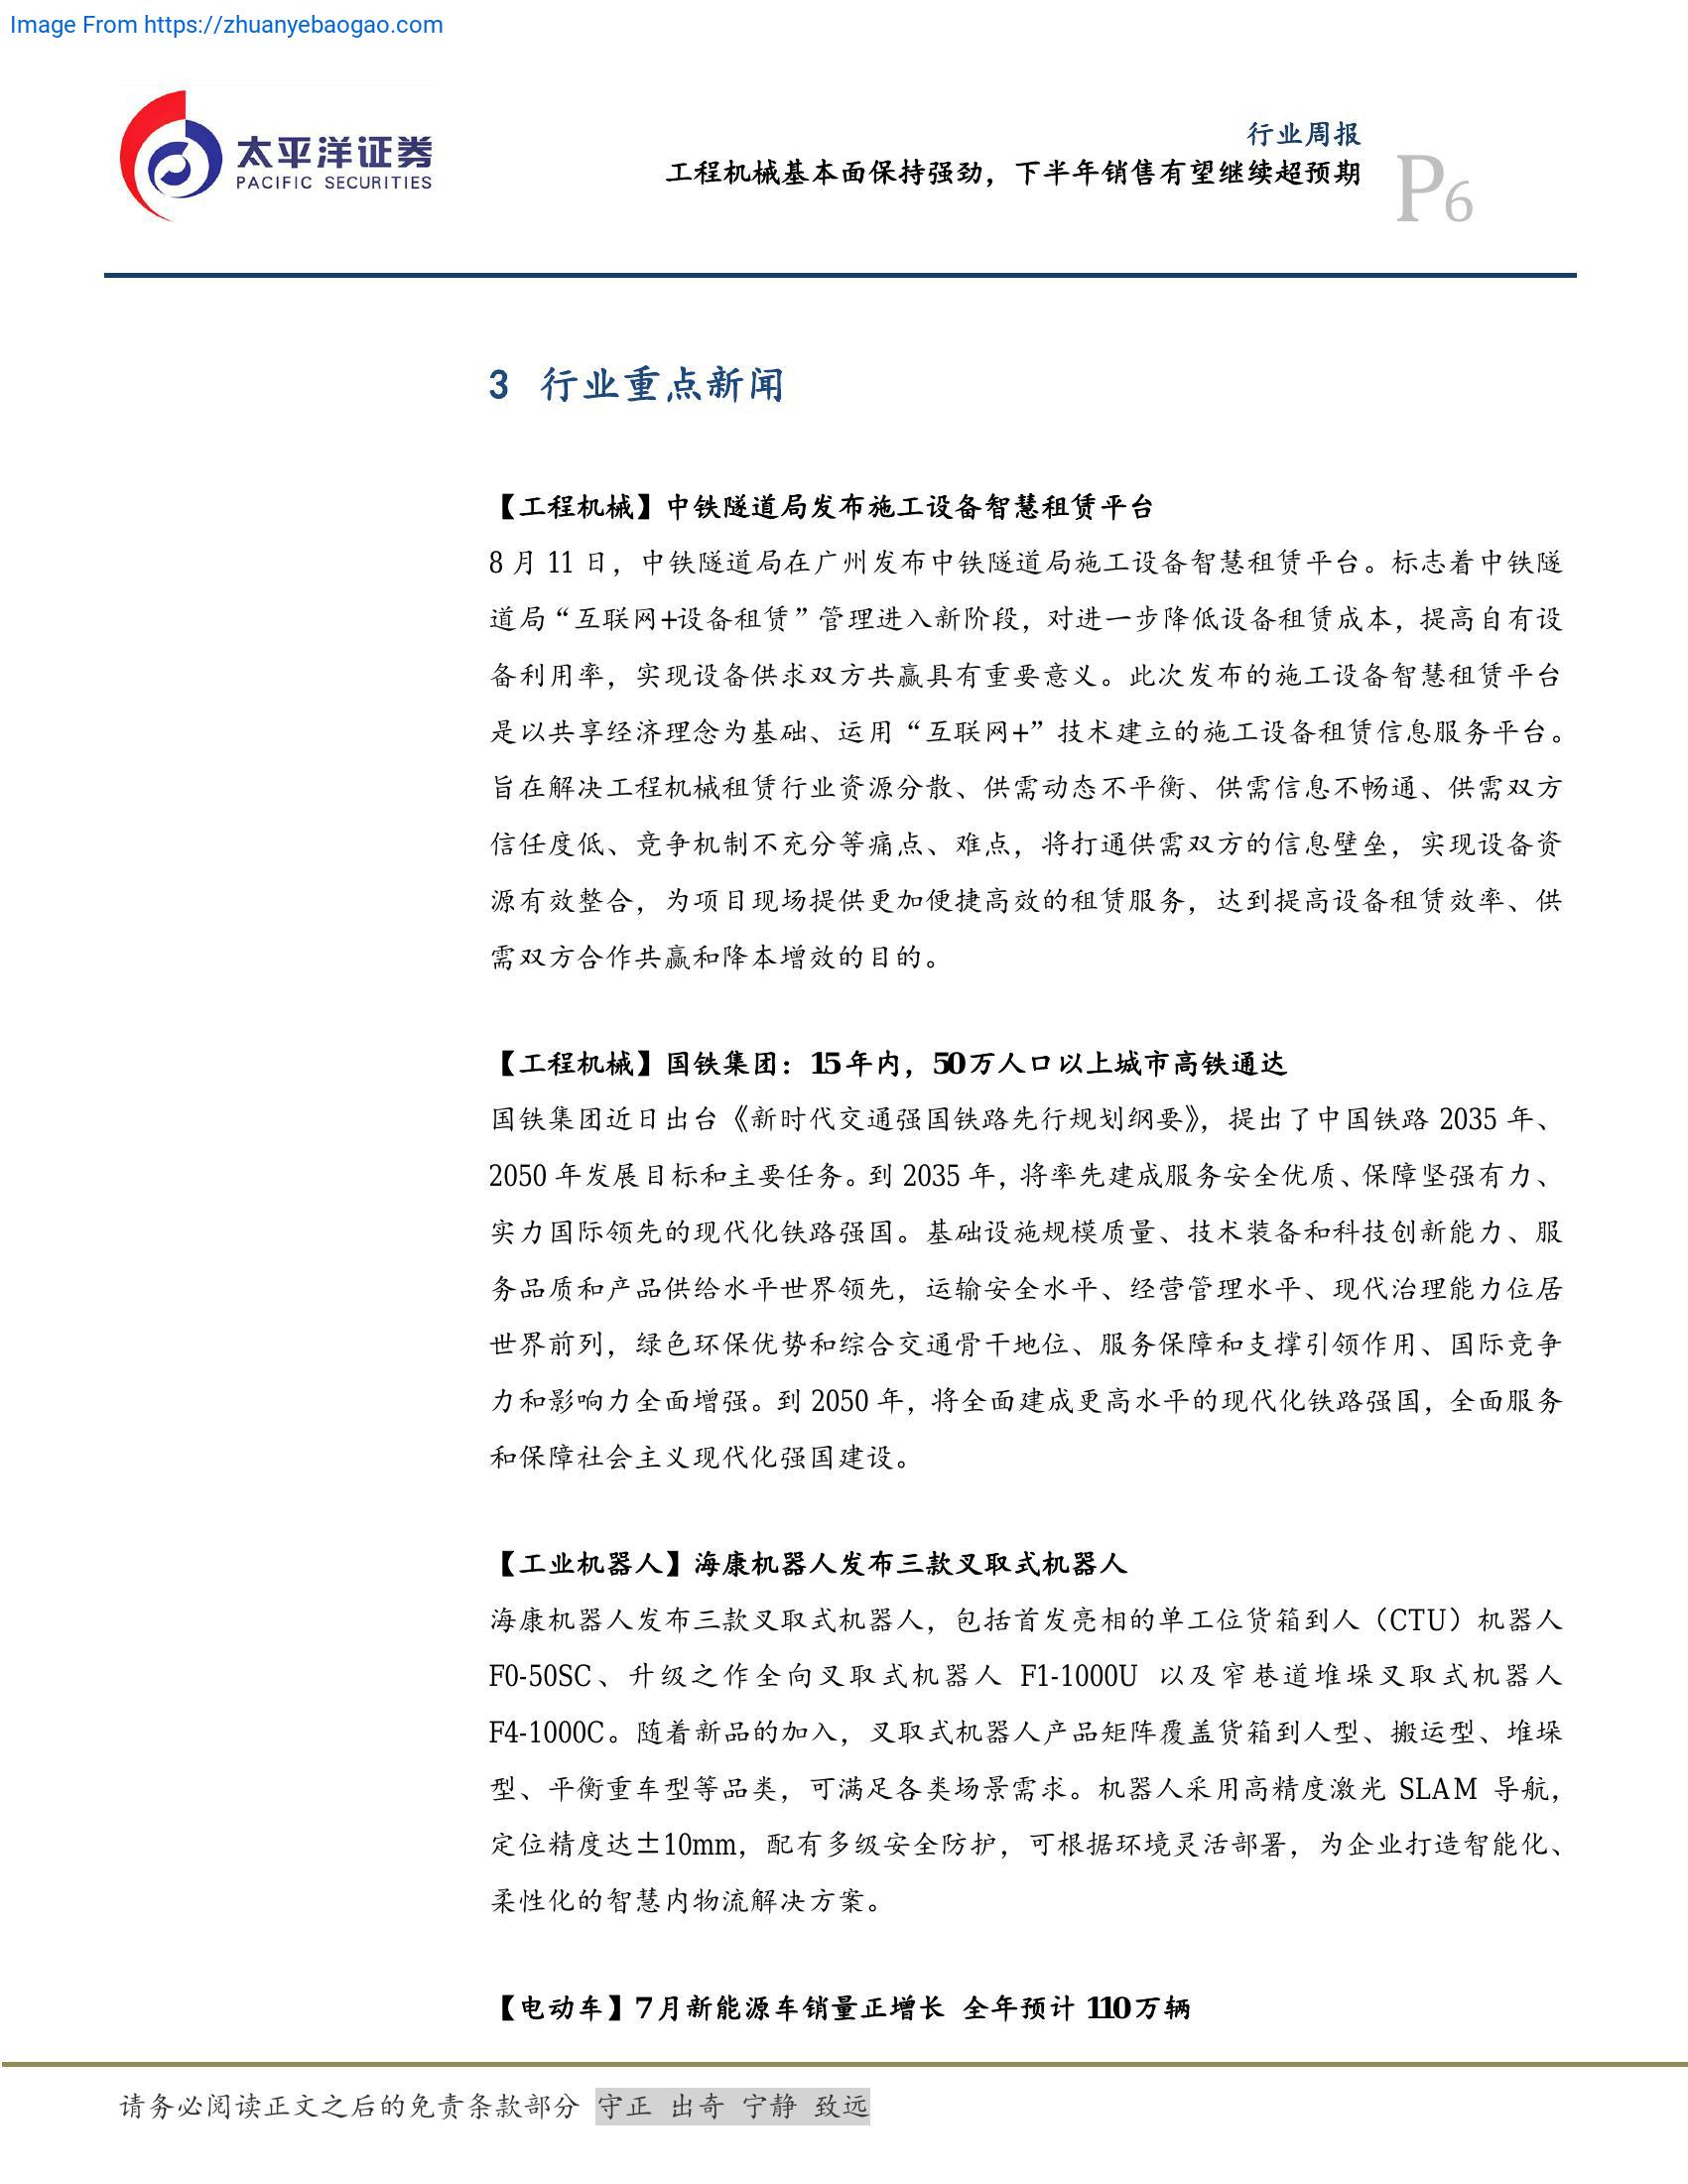 Image From https://zhuanyebaogao.com
太平洋证券
PACIFIC SECURITIES
行业周报
工程机械基本面保持强劲，下半年销售有望继续超预期
P6
3 行业重点新闻
【工程机械】中铁隧道局发布施工设备智慧租赁平台
8 月 11 日，中铁隧道局在广州发布中铁隧道局施工设备智慧租赁平台。标志着中铁隧
道局“互联网+设备租赁”管理进入新阶段，对进一步降低设备租赁成本，提高自有设
备利用率，实现设备供求双方共赢具有重要意义。此次发布的施工设备智慧租赁平台
是以共享经济理念为基础、运用“互联网+”技术建立的施工设备租赁信息服务平台。
旨在解决工程机械租赁行业资源分散、供需动态不平衡、供需信息不畅通、供需双方
信任度低、竞争机制不充分等痛点、难点，将打通供需双方的信息壁垒，实现设备资
源有效整合，为项目现场提供更加便捷高效的租赁服务，达到提高设备租赁效率、供
需双方合作共赢和降本增效的目的。
【工程机械】国铁集团：15年内，50万人口以上城市高铁通达
国铁集团近日出台《新时代交通强国铁路先行规划纲要》，提出了中国铁路 2035 年、
2050 年发展目标和主要任务。到 2035 年，将率先建成服务安全优质、保障坚强有力、
实力国际领先的现代化铁路强国。基础设施规模质量、技术装备和科技创新能力、服
务品质和产品供给水平世界领先，运输安全水平、经营管理水平、现代治理能力位居
世界前列，绿色环保优势和综合交通骨干地位、服务保障和支撑引领作用、国际竞争
力和影响力全面增强。到 2050 年，将全面建成更高水平的现代化铁路强国，全面服务
和保障社会主义现代化强国建设。
【工业机器人】海康机器人发布三款叉取式机器人
海康机器人发布三款叉取式机器人，包括首发亮相的单工位货箱到人（CTU）机器人
F0-50SC、升级之作全向叉取式机器人 F1-1000U 以及窄巷道堆垛叉取式机器人
F4-1000C。随着新品的加入，叉取式机器人产品矩阵覆盖货箱到人型、搬运型、堆垛
型、平衡重车型等品类，可满足各类场景需求。机器人采用高精度激光 SLAM 导航，
定位精度达±10mm，配有多级安全防护，可根据环境灵活部署，为企业打造智能化、
柔性化的智慧内物流解决方案。
【电动车】7月新能源车销量正增长 全年预计 110万辆
请务必阅读正文之后的免责条款部分 守正 出奇 宁静 致远